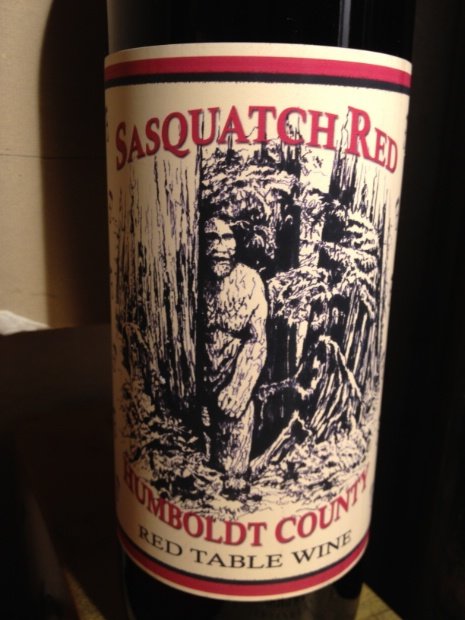 SASQUATCH RED
HUMBOLDT COUNTY
RED TABLE WINE